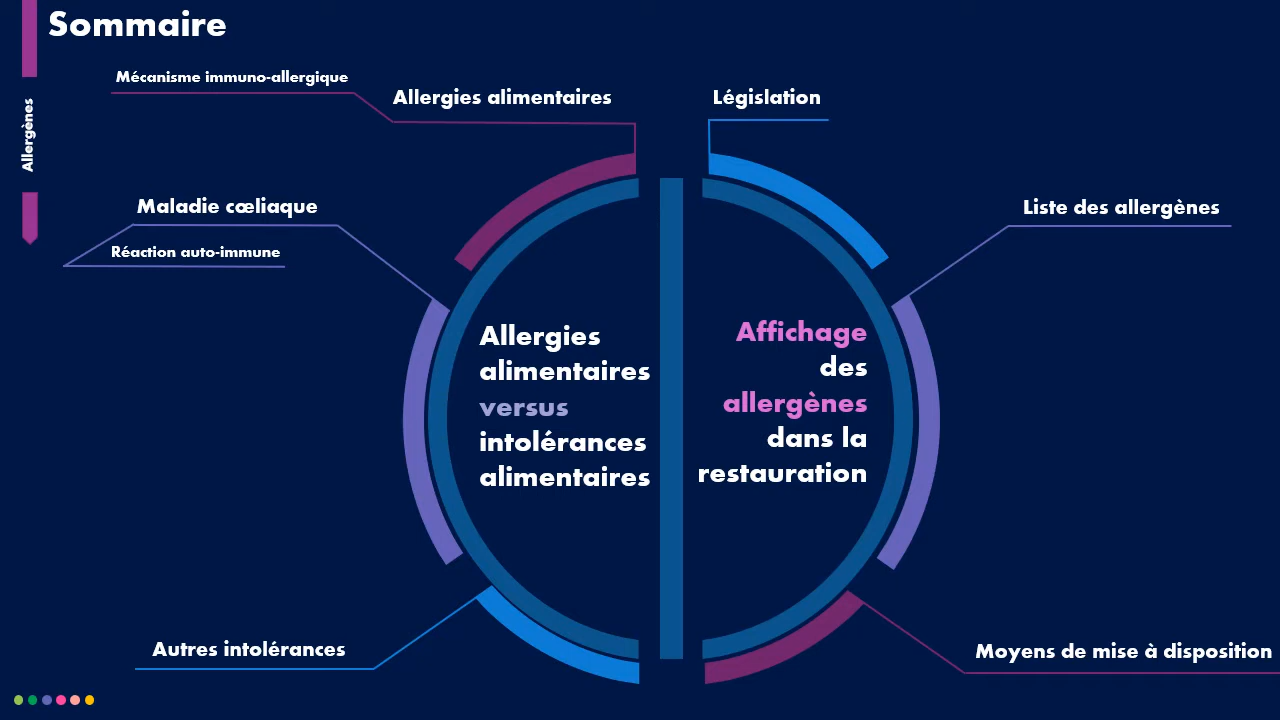 Sommaire
Allergènes
Mécanisme immuno-allergique
Allergies alimentaires
Maladie cœliaque
Réaction auto-immune
Allergies
alimentaires
versus
intolérances
alimentaires
Autres intolérances
Législation
Liste des allergènes
Affichage
des
allergènes
dans la
restauration
Moyens de mise à disposition